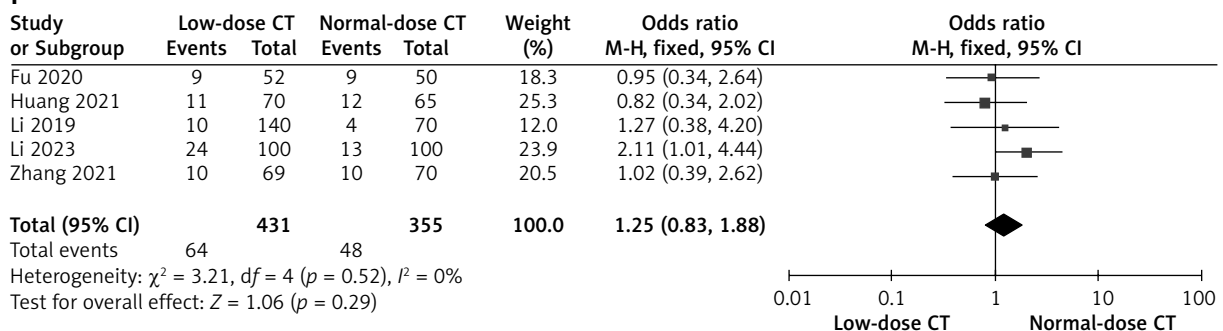 Study Low-dose CT Normal-dose CT Weight Odds ratio Odds ratio
or Subgroup Events Total Events Total (%) M-H, fixed, 95% CI M-H, fixed, 95% CI
Fu 2020 9 52 9 50 18.3 0.95 (0.34, 2.64)
Huang 2021 11 70 12 65 25.3 0.82 (0.34, 2.02)
Li 2019 10 140 4 70 12.0 1.27 (0.38, 4.20)
Li 2023 24 100 13 100 23.9 2.11 (1.01, 4.44)
Zhang 2021 10 69 10 70 20.5 1.02 (0.39, 2.62)
Total (95% CI) 431 355 100.0 1.25 (0.83, 1.88)
Total events 64 48
Heterogeneity: χ² = 3.21, df = 4 (p = 0.52), I² = 0%
Test for overall effect: Z = 1.06 (p = 0.29)
0.01 0.1 1 10 100
Low-dose CT Normal-dose CT